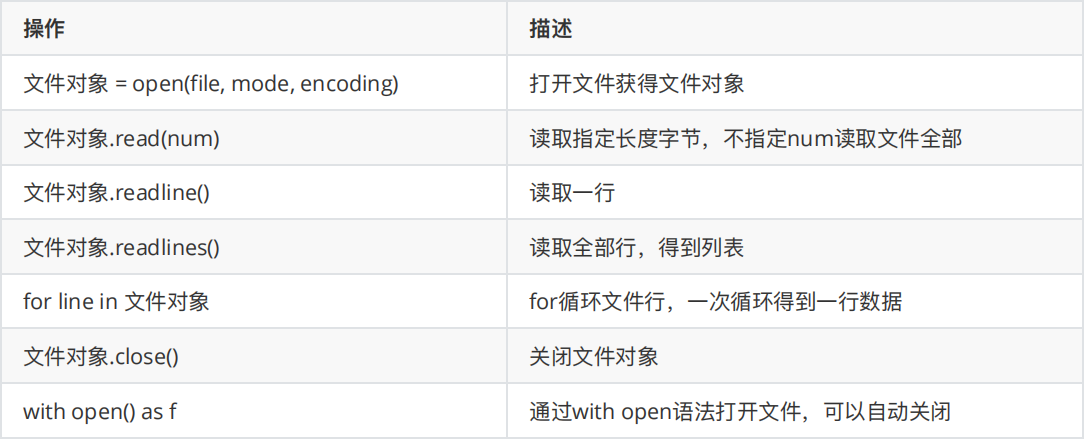 操作 描述
文件对象 = open(file, mode, encoding) 打开文件获得文件对象
文件对象.read(num) 读取指定长度字节，不指定num读取文件全部
文件对象.readline() 读取一行
文件对象.readlines() 读取全部行，得到列表
for line in 文件对象 for循环文件行，一次循环得到一行数据
文件对象.close() 关闭文件对象
with open() as f 通过with open语法打开文件，可以自动关闭